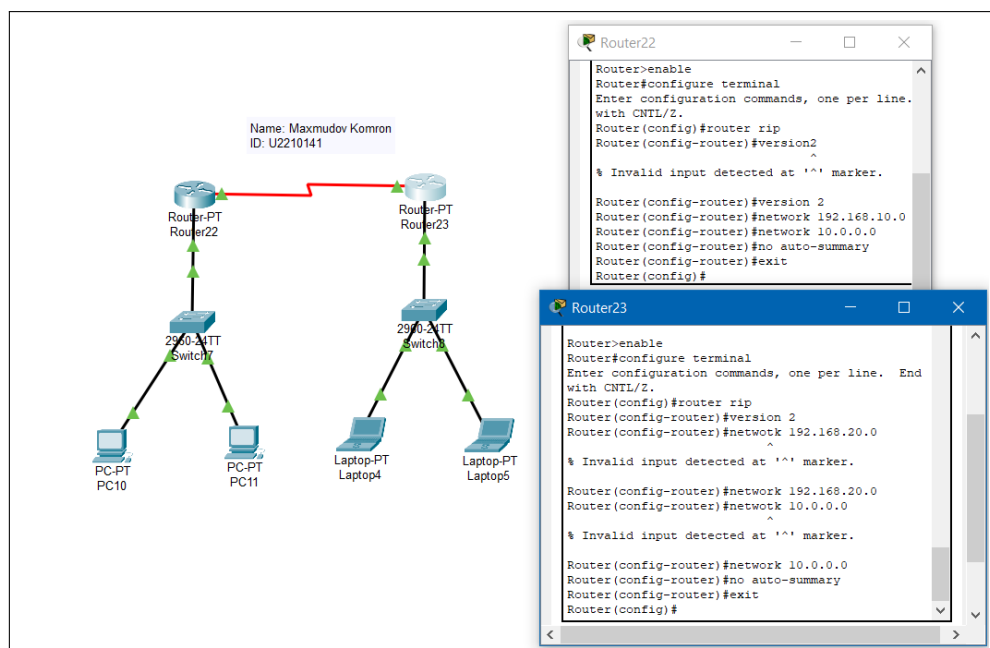 Name: Maxmudov Komron
ID: U2210141
Router-PT
Router22
Router-PT
Router23
2960-24TT
Switch7
2960-24TT
Switch8
PC-PT
PC10
PC-PT
PC11
Laptop-PT
Laptop4
Laptop-PT
Laptop5
Router22
Router>enable
Router#configure terminal
Enter configuration commands, one per line.
with CNTL/Z.
Router(config)#router rip
Router(config-router)#version2
^
% Invalid input detected at '^' marker.
Router(config-router)#version 2
Router(config-router)#network 192.168.10.0
Router(config-router)#network 10.0.0.0
Router(config-router)#no auto-summary
Router(config-router)#exit
Router(config)#
Router23
Router>enable
Router#configure terminal
Enter configuration commands, one per line.  End
with CNTL/Z.
Router(config)#router rip
Router(config-router)#version 2
Router(config-router)#netwotk 192.168.20.0
^
% Invalid input detected at '^' marker.
Router(config-router)#network 192.168.20.0
Router(config-router)#netwotk 10.0.0.0
^
% Invalid input detected at '^' marker.
Router(config-router)#network 10.0.0.0
Router(config-router)#no auto-summary
Router(config-router)#exit
Router(config)#